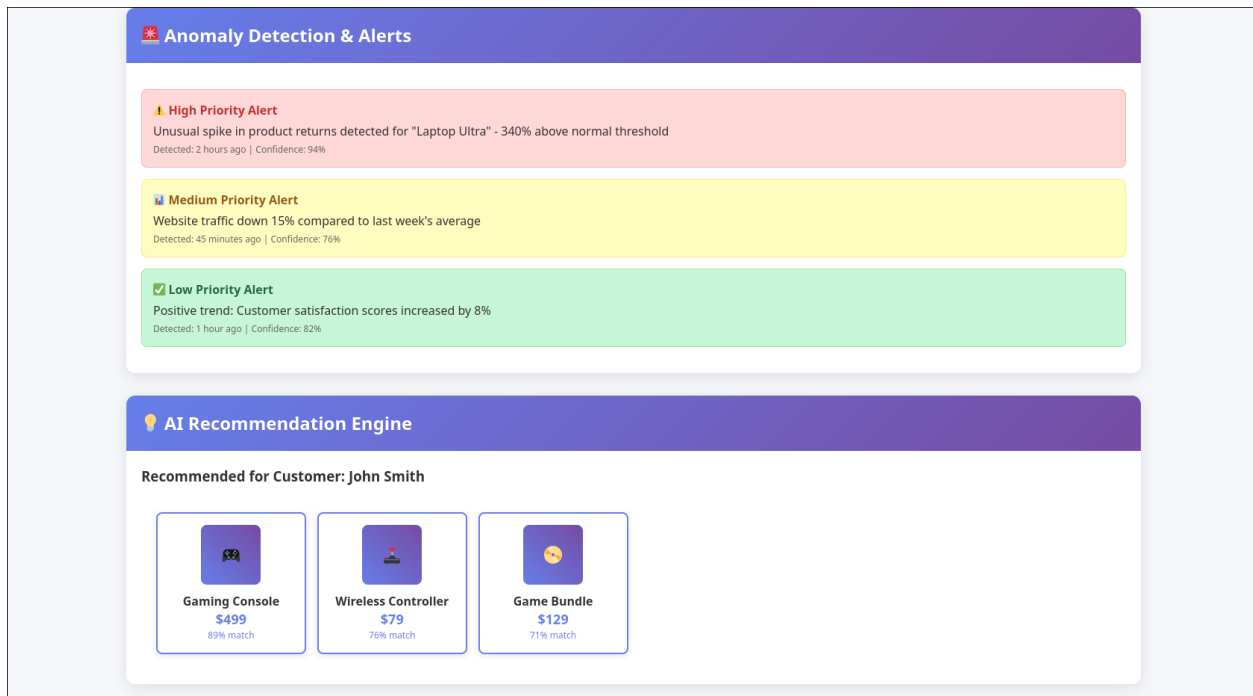 Anomaly Detection & Alerts
High Priority Alert
Unusual spike in product returns detected for "Laptop Ultra" - 340% above normal threshold
Detected: 2 hours ago | Confidence: 94%
Medium Priority Alert
Website traffic down 15% compared to last week's average
Detected: 45 minutes ago | Confidence: 76%
Low Priority Alert
Positive trend: Customer satisfaction scores increased by 8%
Detected: 1 hour ago | Confidence: 82%
AI Recommendation Engine
Recommended for Customer: John Smith
Gaming Console
$499
89% match
Wireless Controller
$79
76% match
Game Bundle
$129
71% match